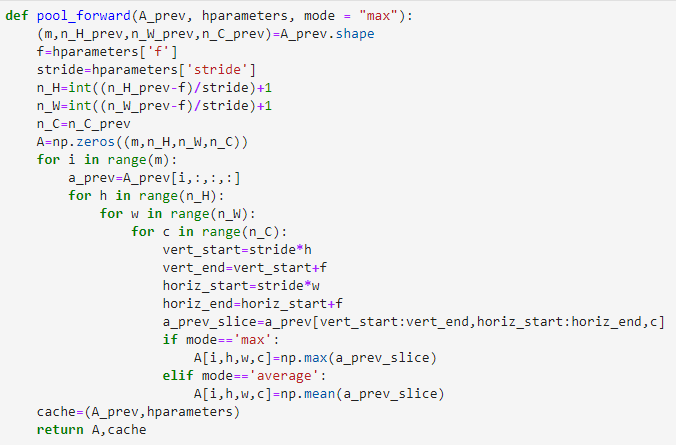 def pool_forward(A_prev, hparameters, mode = "max"):
    (m,n_H_prev,n_W_prev,n_C_prev)=A_prev.shape
    f=hparameters['f']
    stride=hparameters['stride']
    n_H=int((n_H_prev-f)/stride)+1
    n_W=int((n_W_prev-f)/stride)+1
    n_C=n_C_prev
    A=np.zeros((m,n_H,n_W,n_C))
    for i in range(m):
        a_prev=A_prev[i,:,:,:]
        for h in range(n_H):
            for w in range(n_W):
                for c in range(n_C):
                    vert_start=stride*h
                    vert_end=vert_start+f
                    horiz_start=stride*w
                    horiz_end=horiz_start+f
                    a_prev_slice=a_prev[vert_start:vert_end,horiz_start:horiz_end,c]
                    if mode=='max':
                        A[i,h,w,c]=np.max(a_prev_slice)
                    elif mode=='average':
                        A[i,h,w,c]=np.mean(a_prev_slice)
    cache=(A_prev,hparameters)
    return A,cache